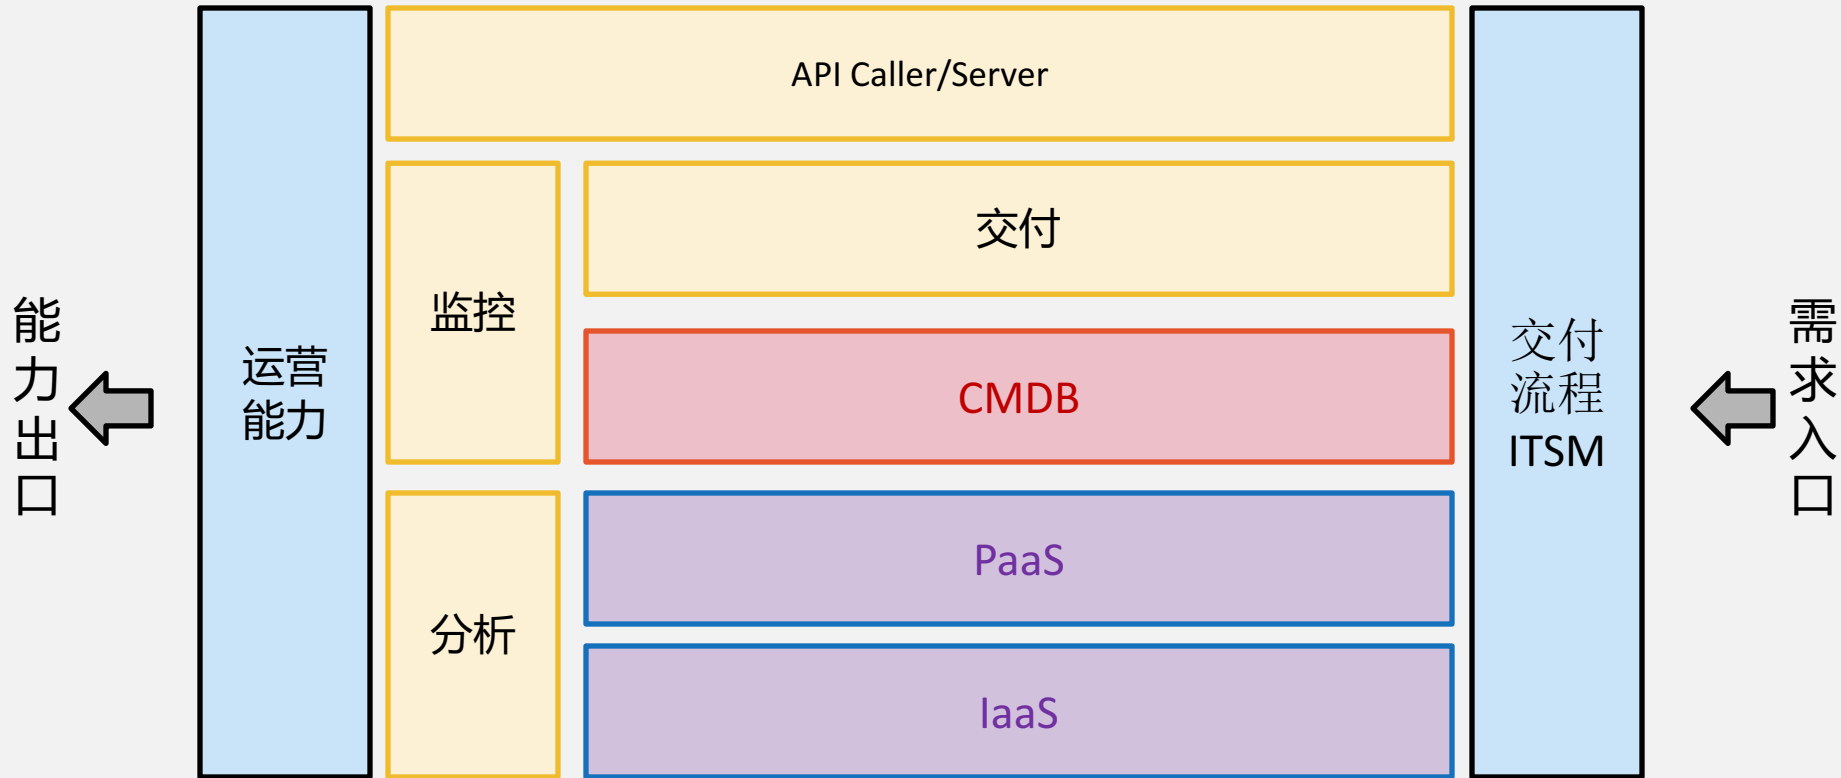 API Caller/Server
交付
监控
CMDB
运营
能力
交付
流程
ITSM
PaaS
分析
IaaS
能力出口
需求入口